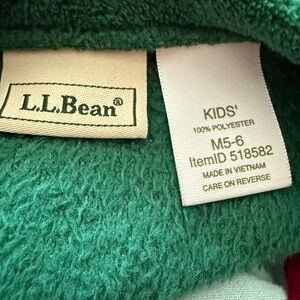 L.L.Bean®
KIDS'
100% POLYESTER
M5-6
ItemID 518582
MADE IN VIETNAM
CARE ON REVERSE